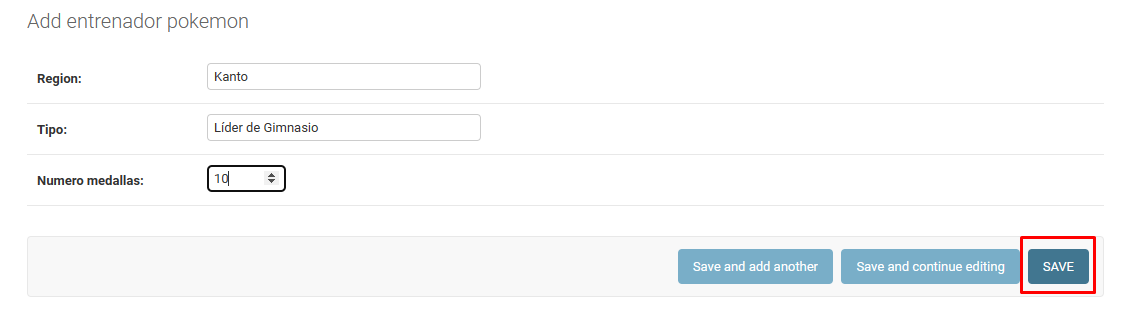 Add entrenador pokemon
Region: Kanto
Tipo: Líder de Gimnasio
Numero medallas: 10
Save and add another Save and continue editing SAVE